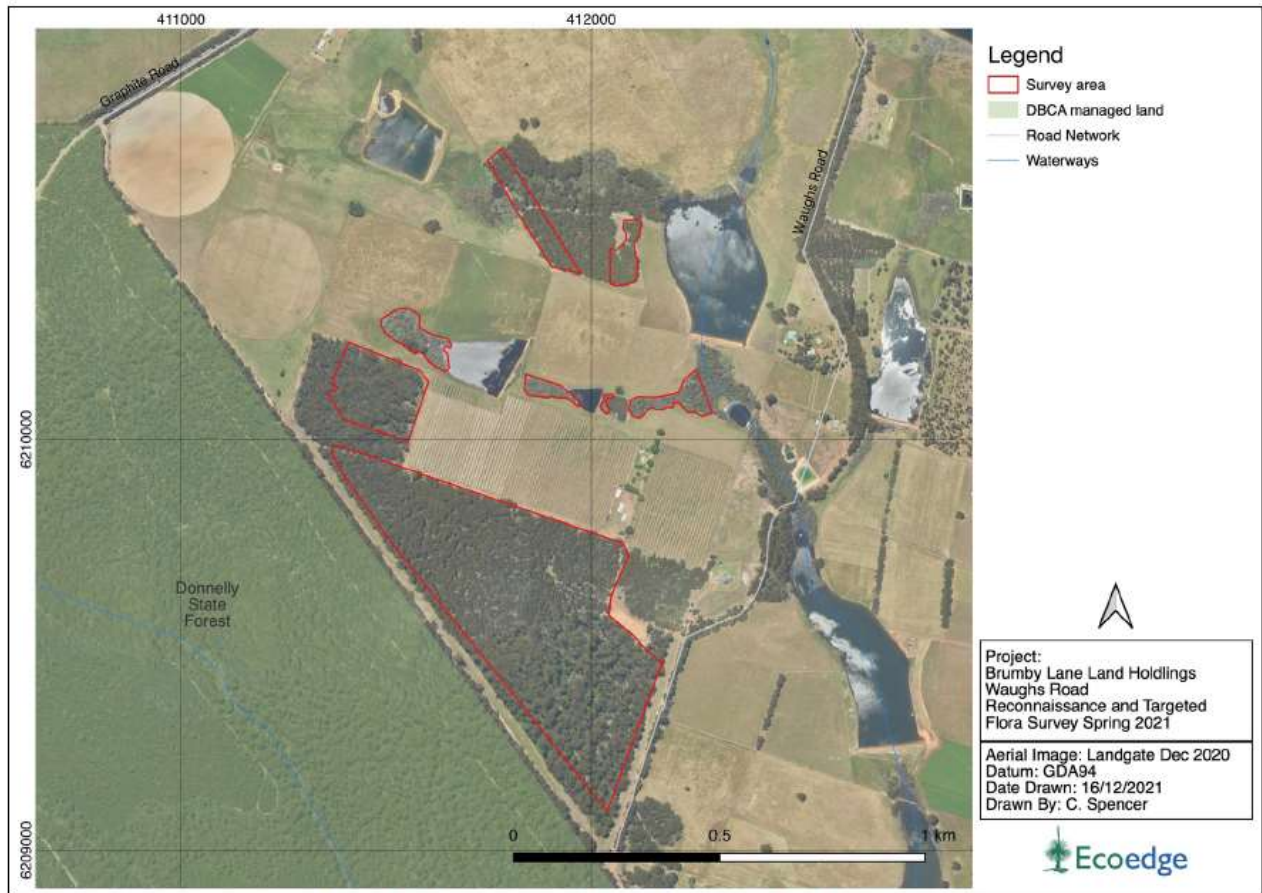 411000
412000
Graphite Road
Waughs Road
6210000
Donnelly
State
Forest
6209000
0
0.5
1 km
Legend
Survey area
DBCA managed land
Road Network
Waterways
Project:
Brumby Lane Land Holdlings
Waughs Road
Reconnaissance and Targeted
Flora Survey Spring 2021
Aerial Image: Landgate Dec 2020
Datum: GDA94
Date Drawn: 16/12/2021
Drawn By: C. Spencer
Ecoedge